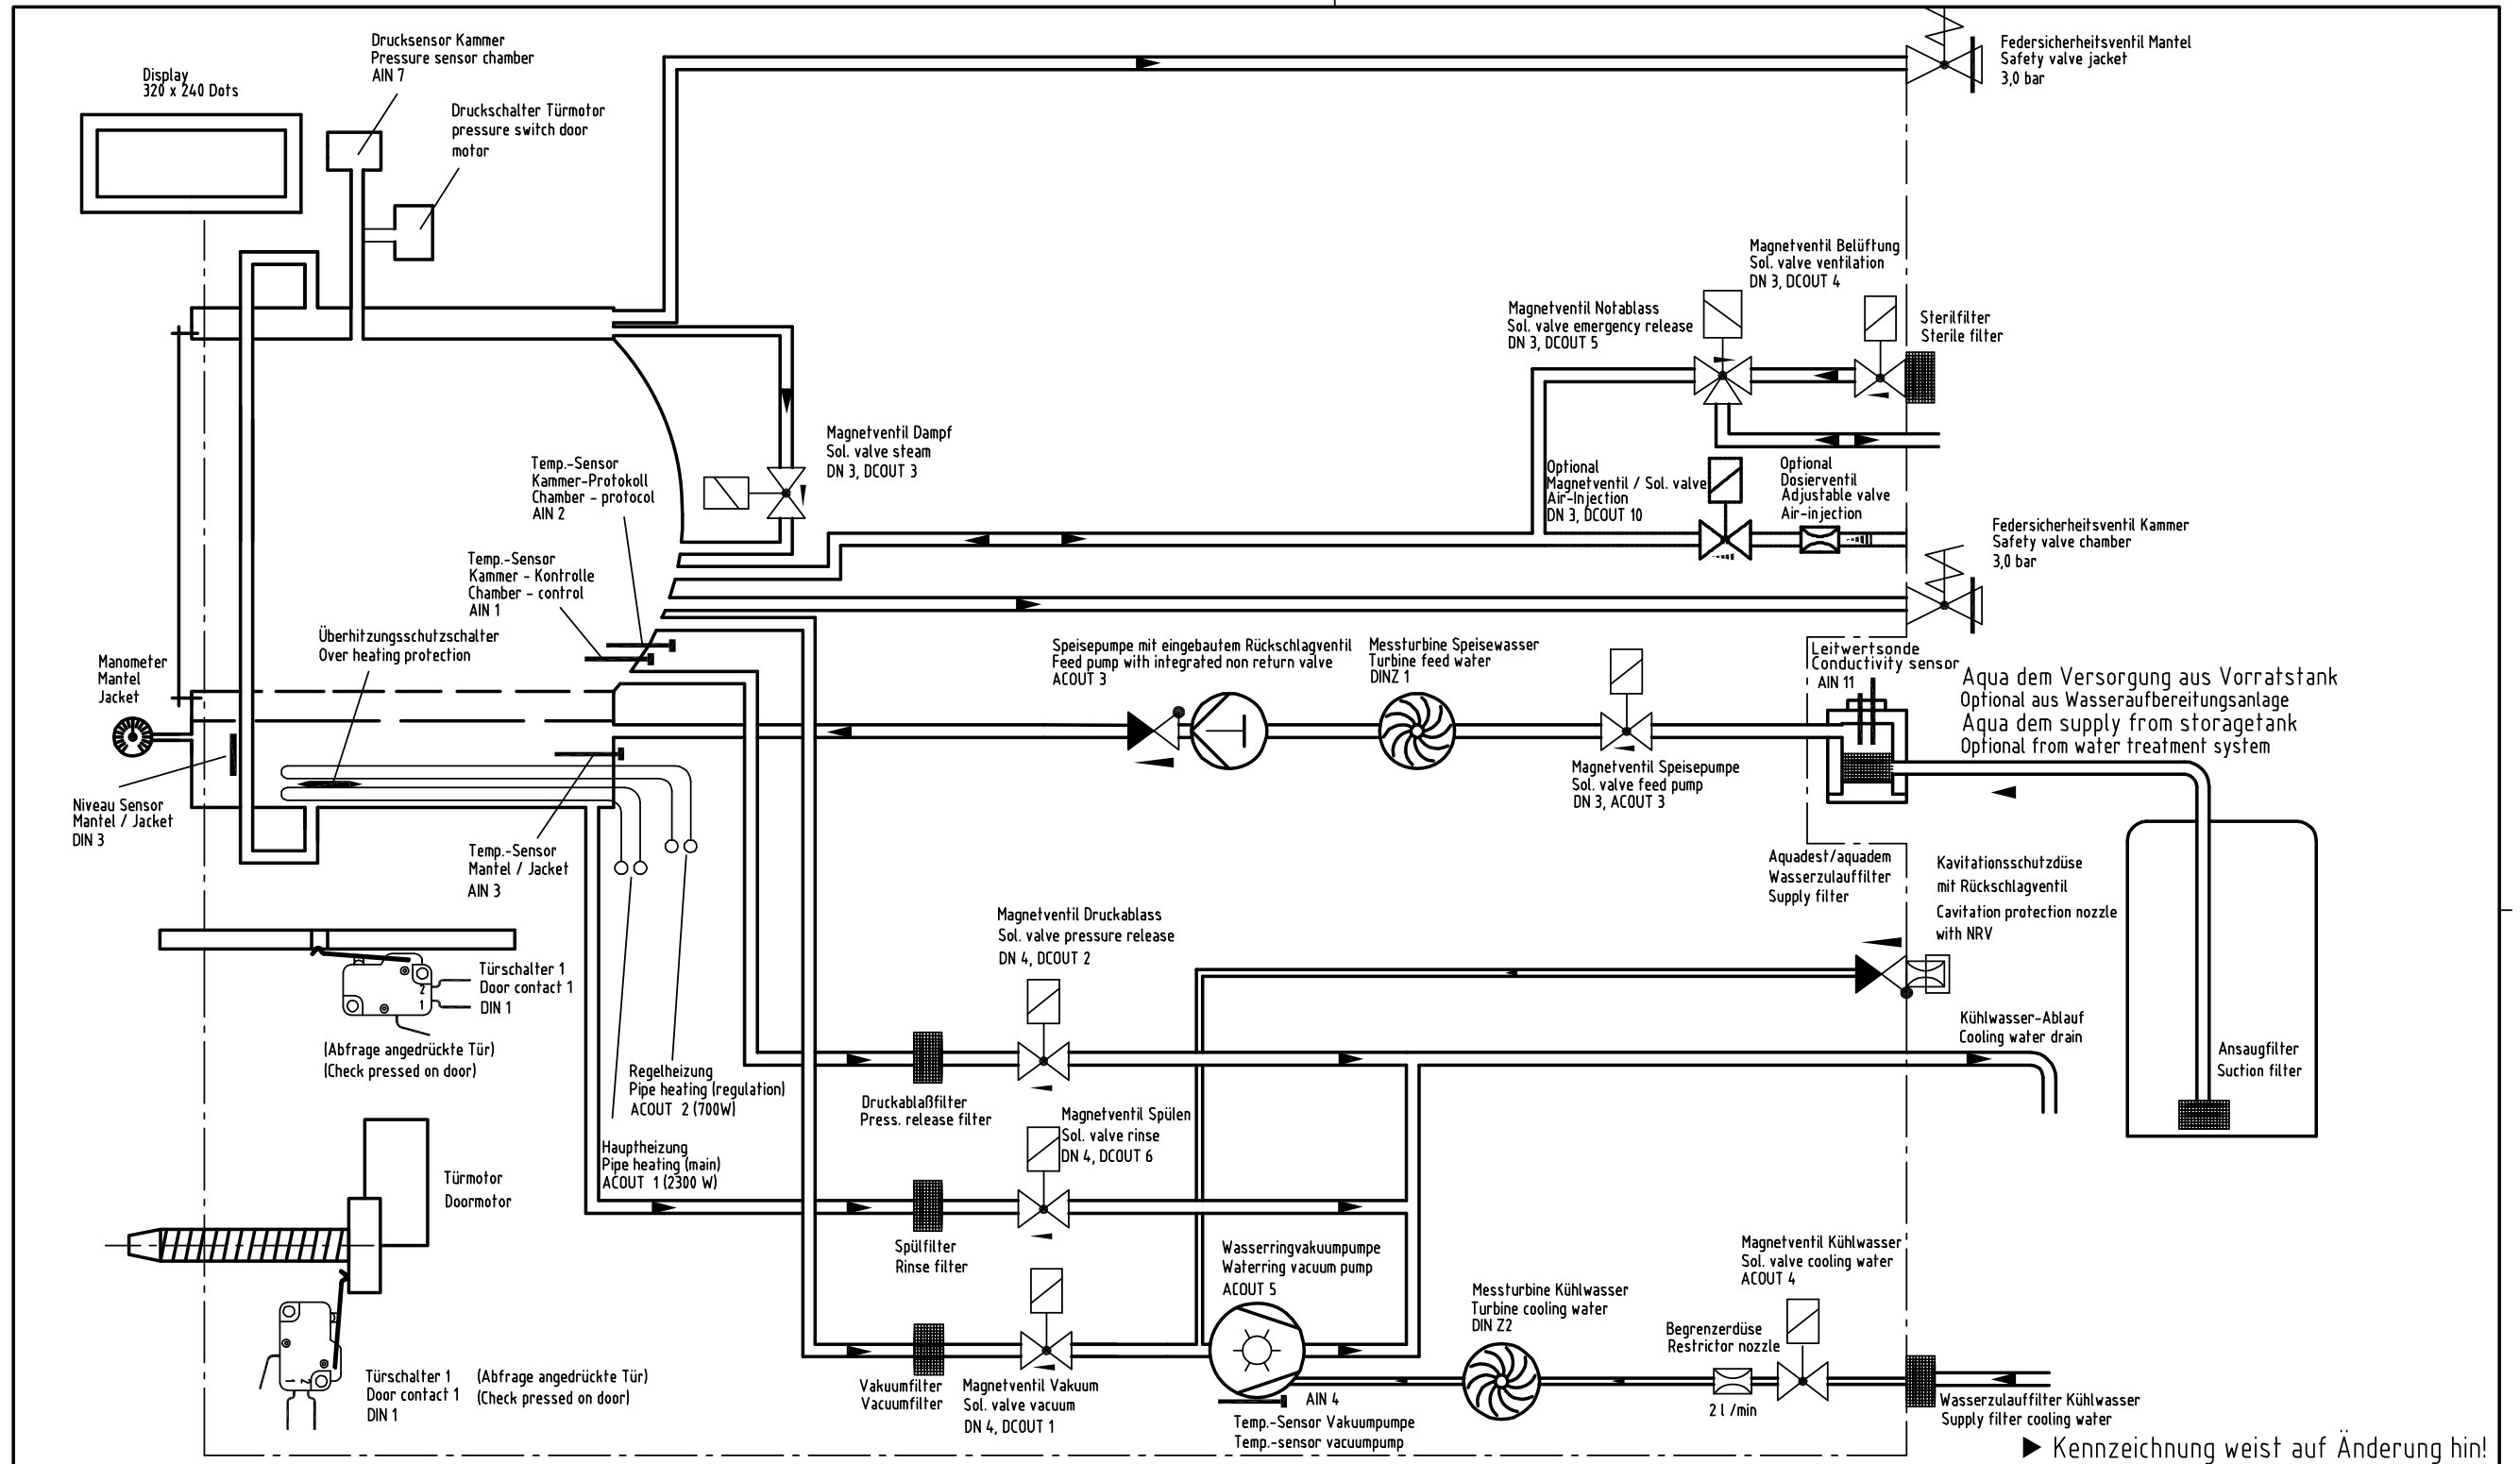 Drucksensor Kammer
Pressure sensor chamber
AIN 7
Display
320 x 240 Dots
Druckschalter Türmotor
pressure switch door
motor
Federsicherheitsventil Mantel
Safety valve jacket
3,0 bar
Magnetventil Belüftung
Sol. valve ventilation
DN 3, DCOUT 4
Magnetventil Notablass
Sol. valve emergency release
DN 3, DCOUT 5
Sterilfilter
Sterile filter
Magnetventil Dampf
Sol. valve steam
DN 3, DCOUT 3
Temp.-Sensor
Kammer-Protokoll
Chamber - protocol
AIN 2
Optional
Magnetventil / Sol. valve
Air-Injection
DN 3, DCOUT 10
Optional
Dosierventil
Adjustable valve
Air-injection
Federsicherheitsventil Kammer
Safety valve chamber
3,0 bar
Temp.-Sensor
Kammer - Kontrolle
Chamber - control
AIN 1
Überhitzungsschutzschalter
Over heating protection
Manometer
Mantel
Jacket
Speisepumpe mit eingebautem Rückschlagventil
Feed pump with integrated non return valve
ACOUT 3
Messturbine Speisewasser
Turbine feed water
DINZ 1
Leitwertsonde
Conductivity sensor
AIN 11
Aqua dem Versorgung aus Vorratstank
Optional aus Wasseraufbereitungsanlage
Aqua dem supply from storagetank
Optional from water treatment system
Magnetventil Speisepumpe
Sol. valve feed pump
DN 3, ACOUT 3
Niveau Sensor
Mantel / Jacket
DIN 3
Temp.-Sensor
Mantel / Jacket
AIN 3
Aquadest/aquadem
Wasserzulauffilter
Supply filter
Kavitationsschutzdüse
mit Rückschlagventil
Cavitation protection nozzle
with NRV
Magnetventil Druckablass
Sol. valve pressure release
DN 4, DCOUT 2
Türschalter 1
Door contact 1
DIN 1
2
1
(Abfrage angedrückte Tür)
(Check pressed on door)
Kühlwasser-Ablauf
Cooling water drain
Ansaugfilter
Suction filter
Regelheizung
Pipe heating (regulation)
ACOUT 2 (700W)
Druckablaßfilter
Press. release filter
Magnetventil Spülen
Sol. valve rinse
DN 4, DCOUT 6
Hauptheizung
Pipe heating (main)
ACOUT 1 (2300 W)
Türmotor
Doormotor
Spülfilter
Rinse filter
Wasserringvakuumpumpe
Waterring vacuum pump
ACOUT 5
Magnetventil Kühlwasser
Sol. valve cooling water
ACOUT 4
Messturbine Kühlwasser
Turbine cooling water
DIN Z2
Begrenzerdüse
Restrictor nozzle
2 l /min
Türschalter 1
Door contact 1
DIN 1
1 2
(Abfrage angedrückte Tür)
(Check pressed on door)
Vakuumfilter
Vacuumfilter
Magnetventil Vakuum
Sol. valve vacuum
DN 4, DCOUT 1
AIN 4
Temp.-Sensor Vakuumpumpe
Temp.-sensor vacuumpump
Wasserzulauffilter Kühlwasser
Supply filter cooling water
Kennzeichnung weist auf Änderung hin!